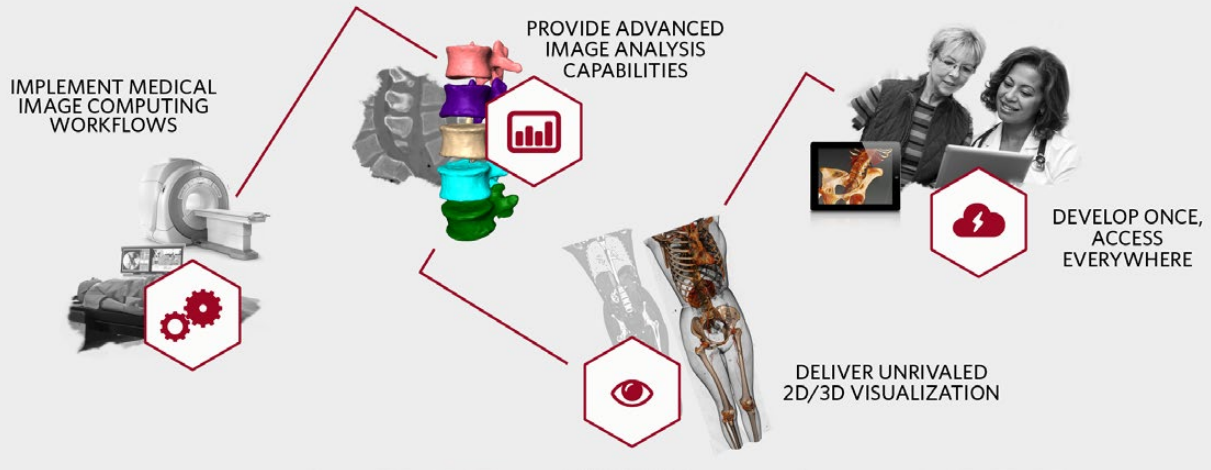 IMPLEMENT MEDICAL
IMAGE COMPUTING
WORKFLOWS
PROVIDE ADVANCED
IMAGE ANALYSIS
CAPABILITIES
DELIVER UNRIVALED
2D/3D VISUALIZATION
DEVELOP ONCE,
ACCESS
EVERYWHERE